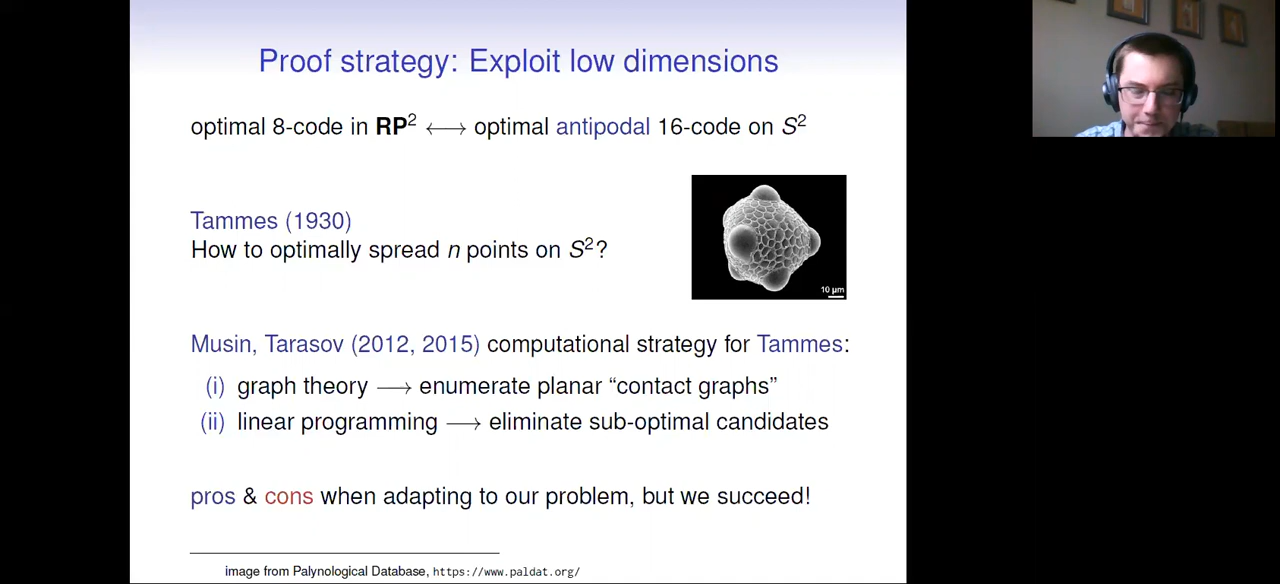 Proof strategy: Exploit low dimensions
optimal 8-code in RP² ⟷ optimal antipodal 16-code on S²
Tammes (1930)
How to optimally spread n points on S²?
10 µm
Musin, Tarasov (2012, 2015) computational strategy for Tammes:
(i) graph theory ⟶ enumerate planar “contact graphs”
(ii) linear programming ⟶ eliminate sub-optimal candidates
pros & cons when adapting to our problem, but we succeed!
image from Palynological Database, https://www.paldat.org/